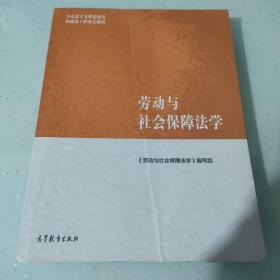 马克思主义理论研究
和建设工程重点教材
劳动与
社会保障法学
《劳动与社会保障法学》编写组
高等教育出版社